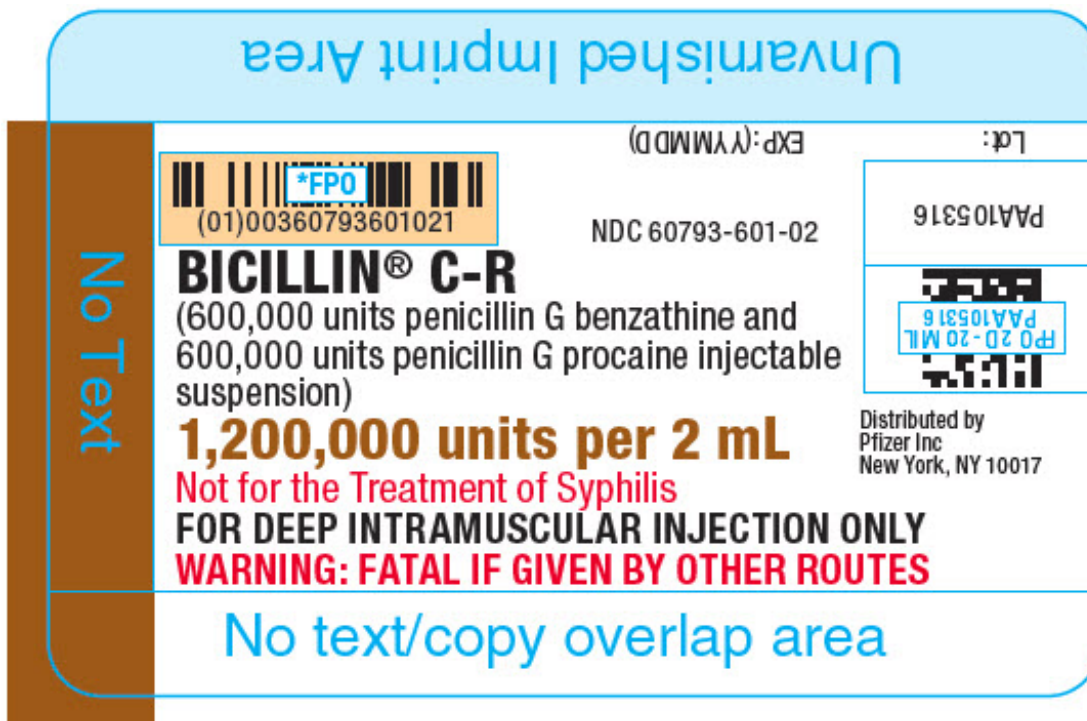 Unvarnished Imprint Area
Lot:
EXP:(YYMMDD)
PAA105316
*FPO
(01)00360793601021
NDC 60793-601-02
FPO 2D - 20 MIL
PAA105316
No Text
BICILLIN® C-R
(600,000 units penicillin G benzathine and
600,000 units penicillin G procaine injectable
suspension)
1,200,000 units per 2 mL
Not for the Treatment of Syphilis
FOR DEEP INTRAMUSCULAR INJECTION ONLY
WARNING: FATAL IF GIVEN BY OTHER ROUTES
Distributed by
Pfizer Inc
New York, NY 10017
No text/copy overlap area